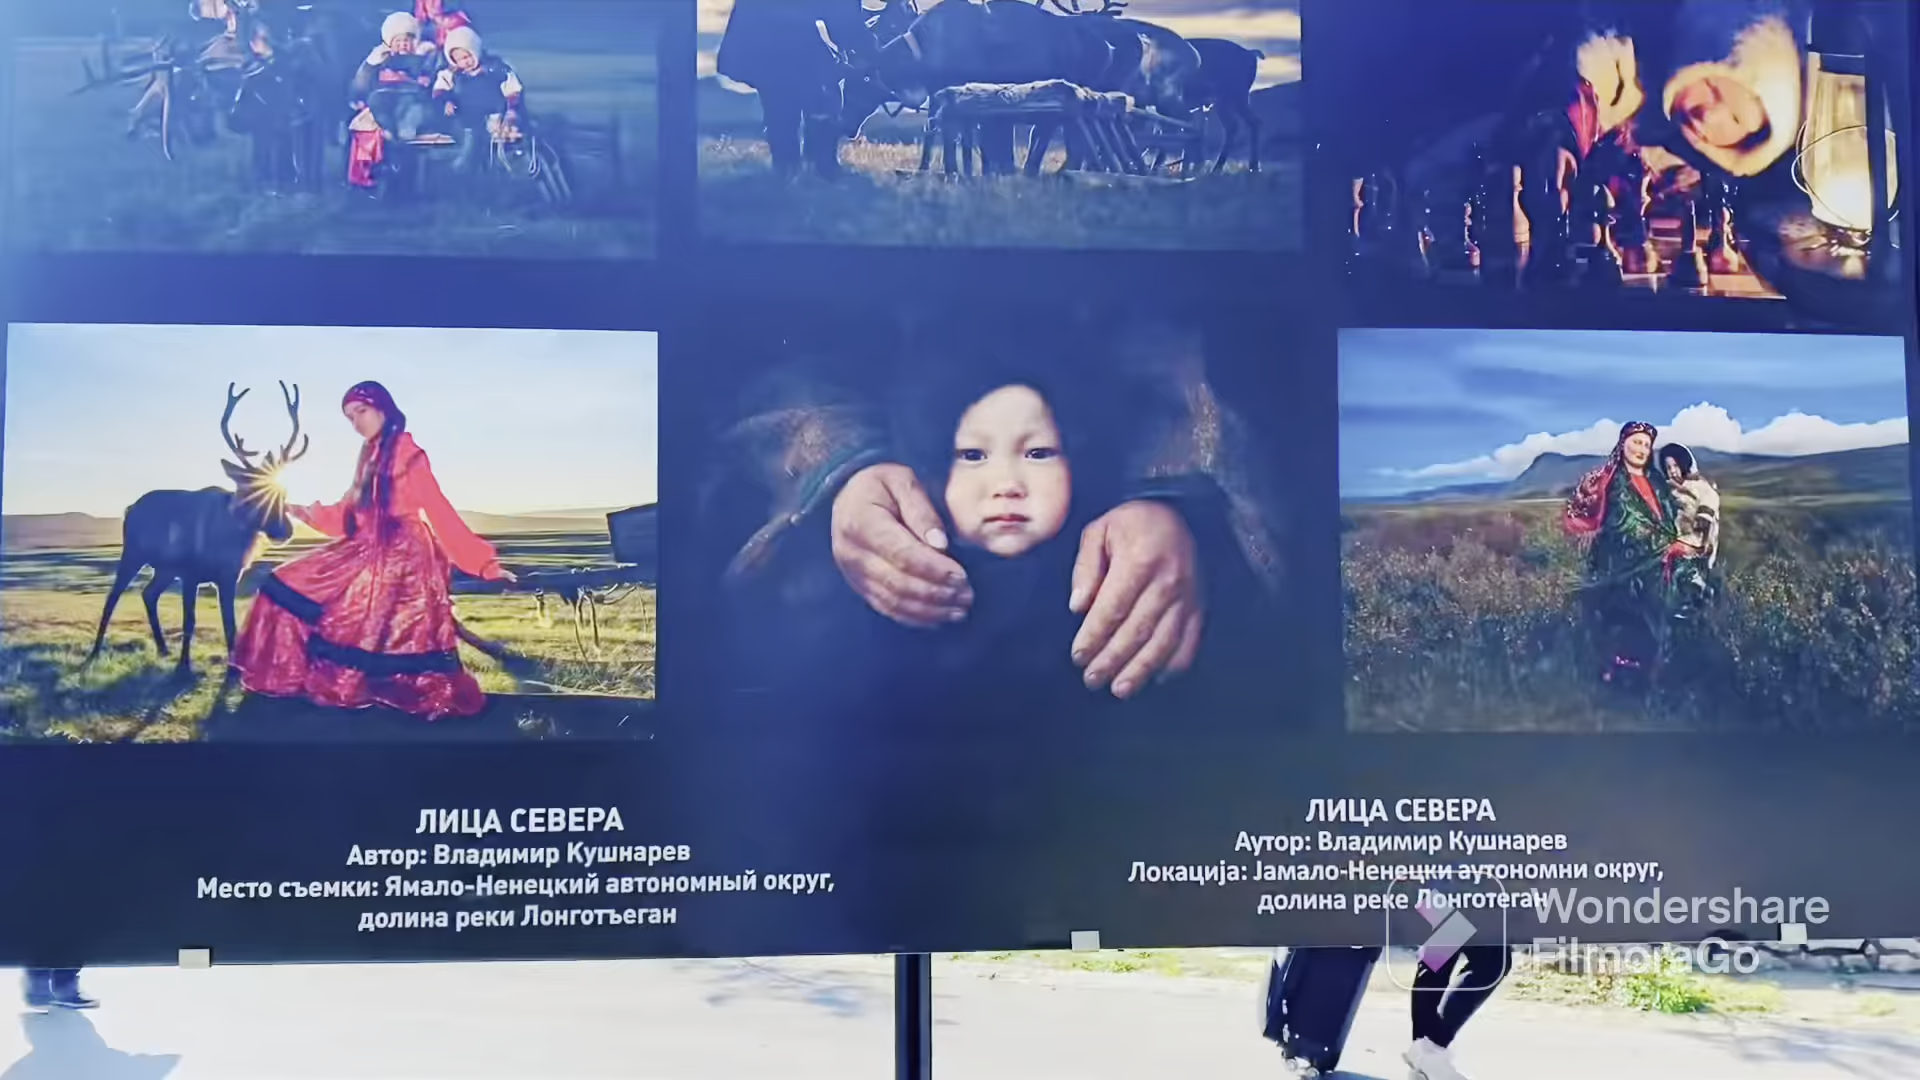 ЛИЦА СЕВЕРА
Автор: Владимир Кушнарев
Место съемки: Ямало-Ненецкий автономный округ,
долина реки Лонготъеган
ЛИЦА СЕВЕРА
Аутор: Владимир Кушнарев
Локација: Јамало-Ненецки аутономни округ,
долина реке Лонготеган
Wondershare
FilmoraGo